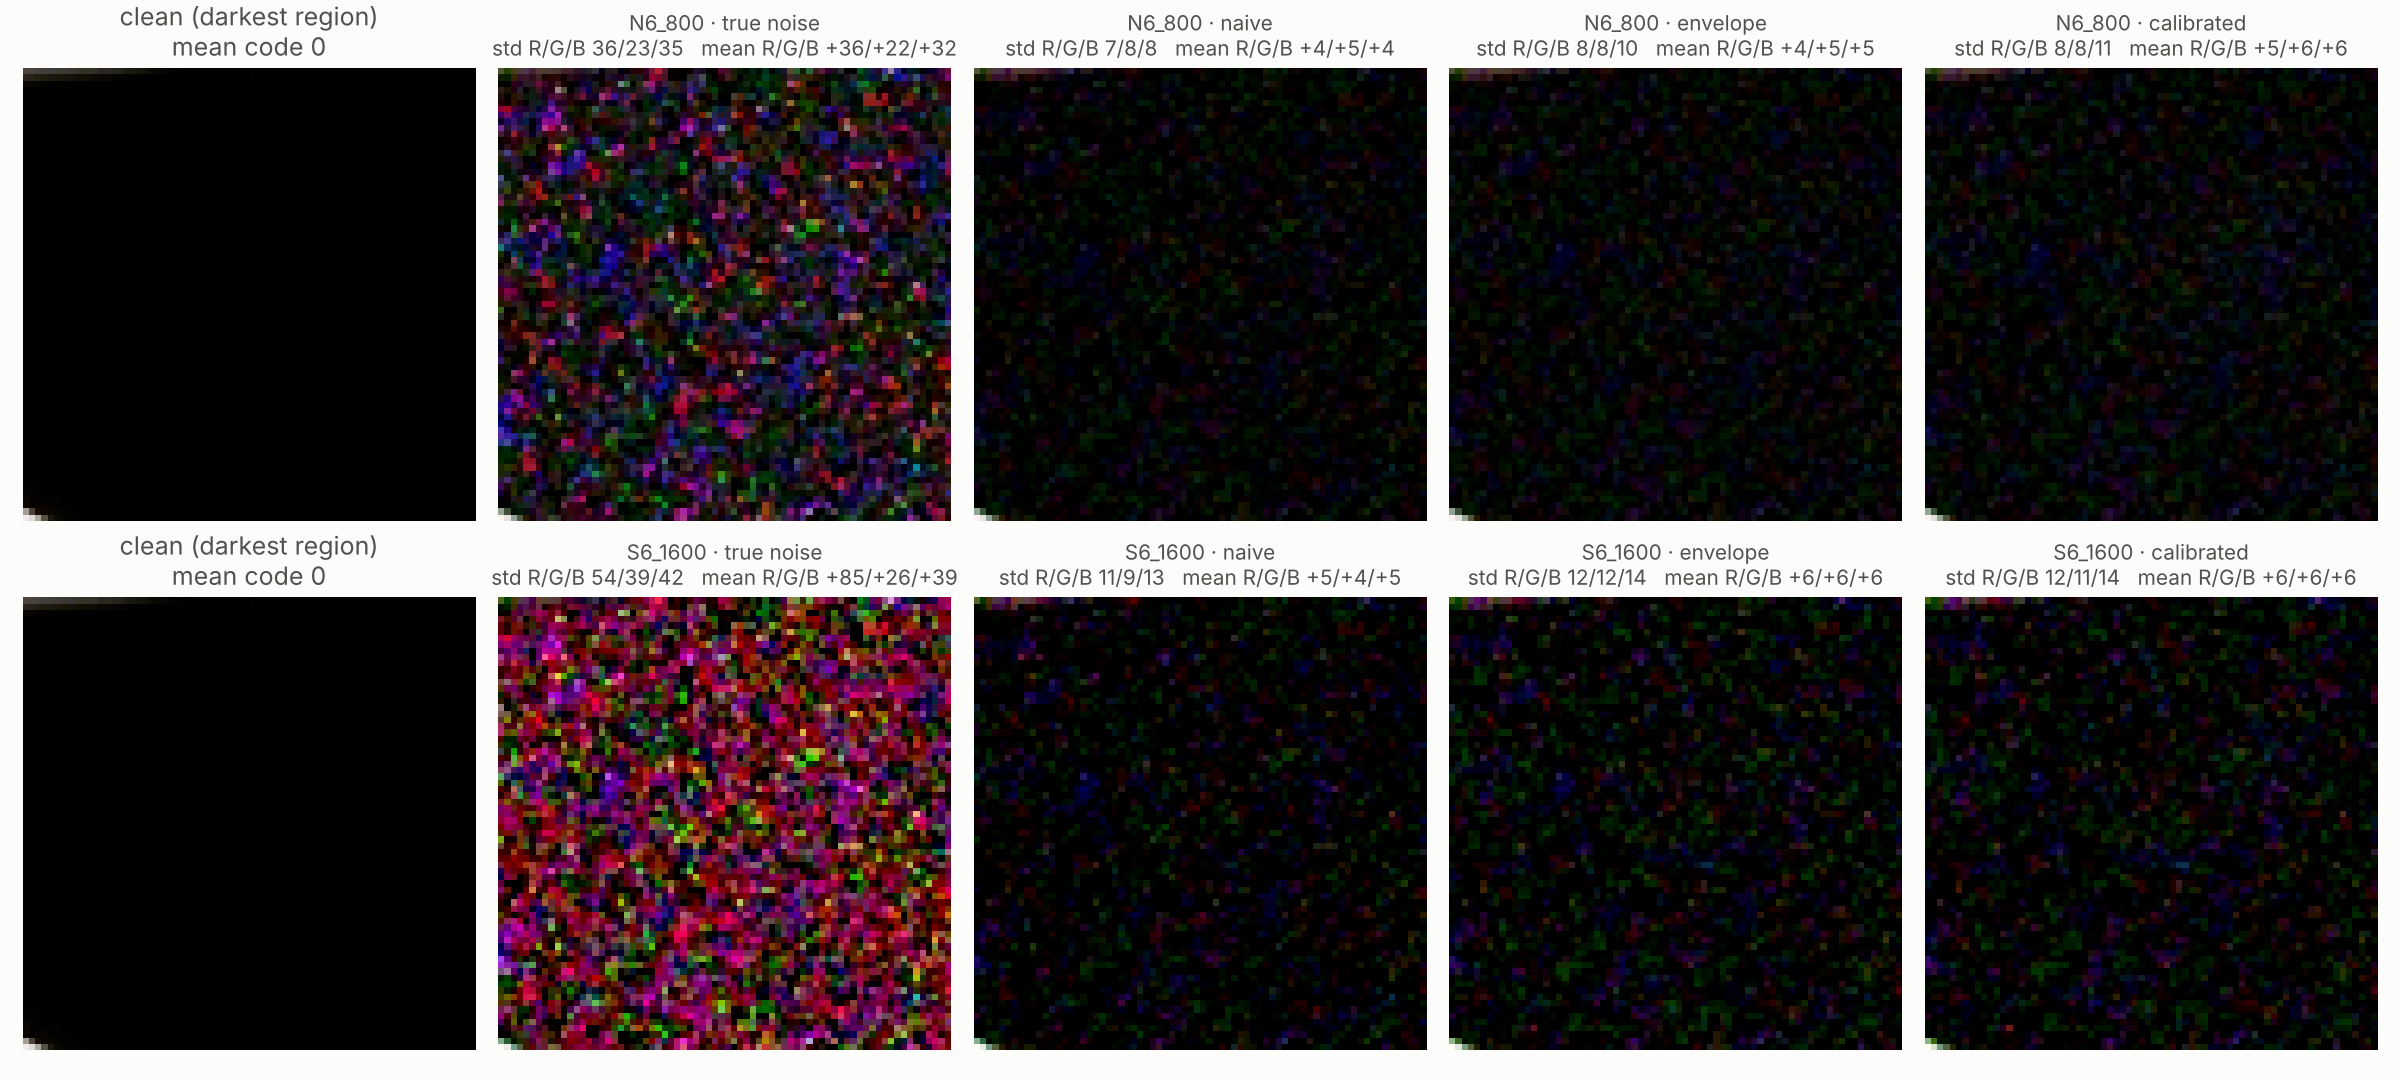 clean (darkest region)
mean code 0
N6_800 · true noise
std R/G/B 36/23/35   mean R/G/B +36/+22/+32
N6_800 · naive
std R/G/B 7/8/8   mean R/G/B +4/+5/+4
N6_800 · envelope
std R/G/B 8/8/10   mean R/G/B +4/+5/+5
N6_800 · calibrated
std R/G/B 8/8/11   mean R/G/B +5/+6/+6
clean (darkest region)
mean code 0
S6_1600 · true noise
std R/G/B 54/39/42   mean R/G/B +85/+26/+39
S6_1600 · naive
std R/G/B 11/9/13   mean R/G/B +5/+4/+5
S6_1600 · envelope
std R/G/B 12/12/14   mean R/G/B +6/+6/+6
S6_1600 · calibrated
std R/G/B 12/11/14   mean R/G/B +6/+6/+6